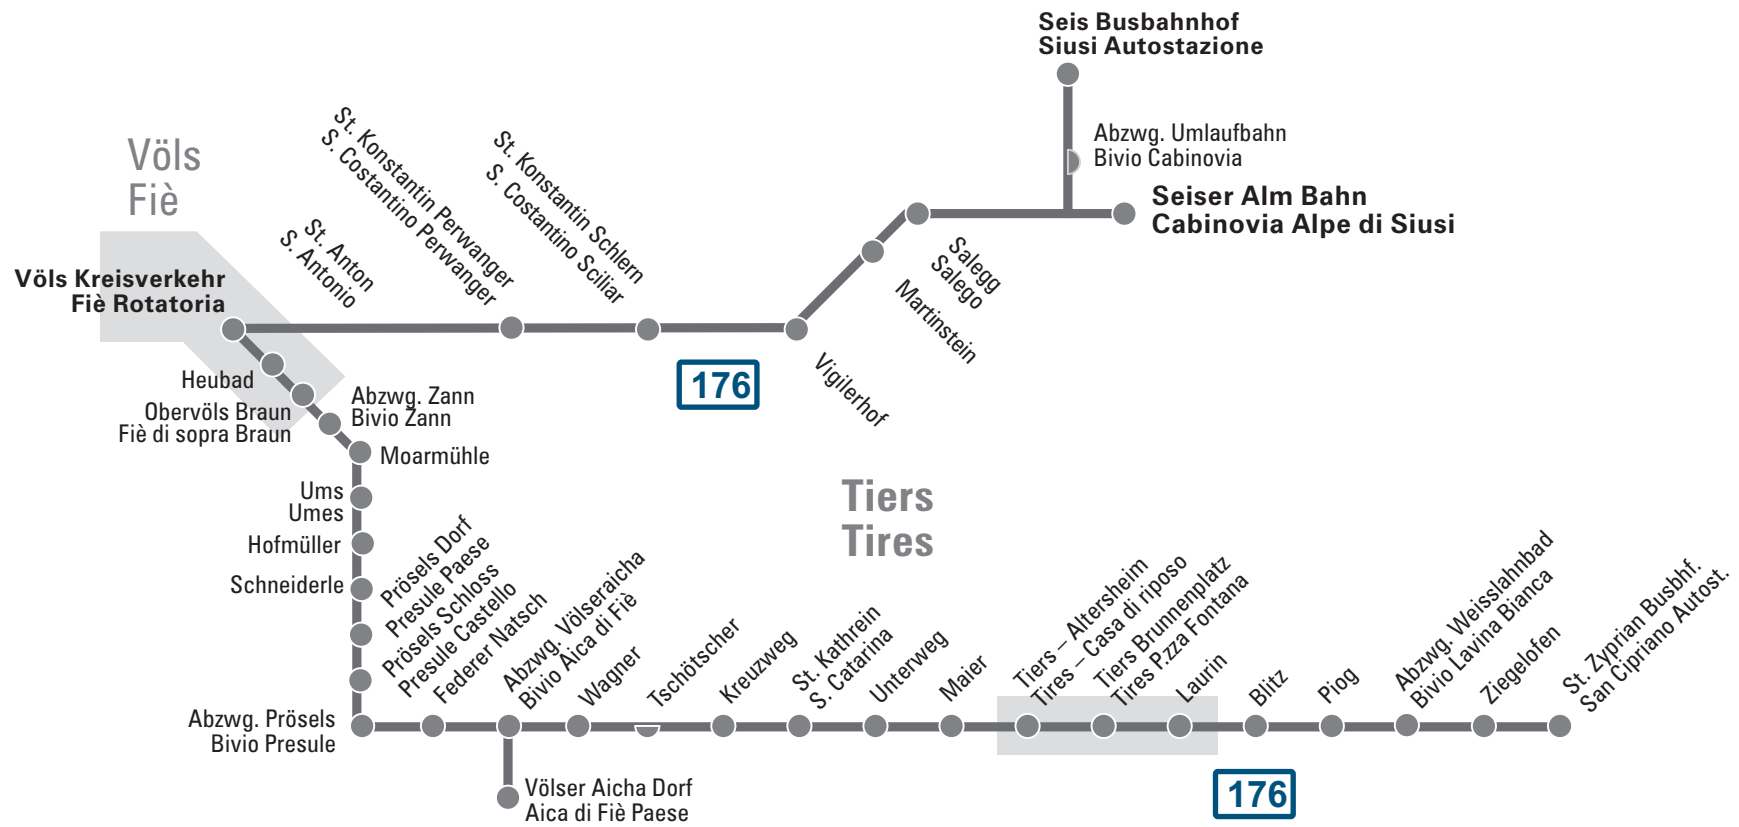 Seis Busbahnhof
Siusi Autostazione
Abzwg. Umlaufbahn
Bivio Cabinovia
Seiser Alm Bahn
Cabinovia Alpe di Siusi
Völs
Fiè
St. Konstantin Perwanger
S. Costantino Perwanger
St. Konstantin Schlern
S. Costantino Sciliar
St. Anton
S. Antonio
Völs Kreisverkehr
Fiè Rotatoria
Salegg
Salego
Martinstein
Vigilerhof
176
Heubad
Obervöls Braun
Fiè di sopra Braun
Abzwg. Zann
Bivio Zann
Moarmühle
Ums
Umes
Hofmüller
Schneiderle
Tiers
Tires
Prösels Dorf
Presule Paese
Prösels Schloss
Presule Castello
Abzwg. Prösels
Bivio Presule
Federer Natsch
Abzwg. Völseraicha
Bivio Aica di Fiè
Völser Aicha Dorf
Aica di Fiè Paese
Wagner
Tschötscher
Kreuzweg
St. Kathrein
S. Catarina
Unterweg
Maier
Tiers – Altersheim
Tires – Casa di riposo
Tiers Brunnenplatz
Tires P.zza Fontana
Laurin
Blitz
Piog
Abzwg. Weisslahnbad
Bivio Lavina Bianca
Ziegelofen
St. Zyprian Busbhf.
San Cipriano Autost.
176